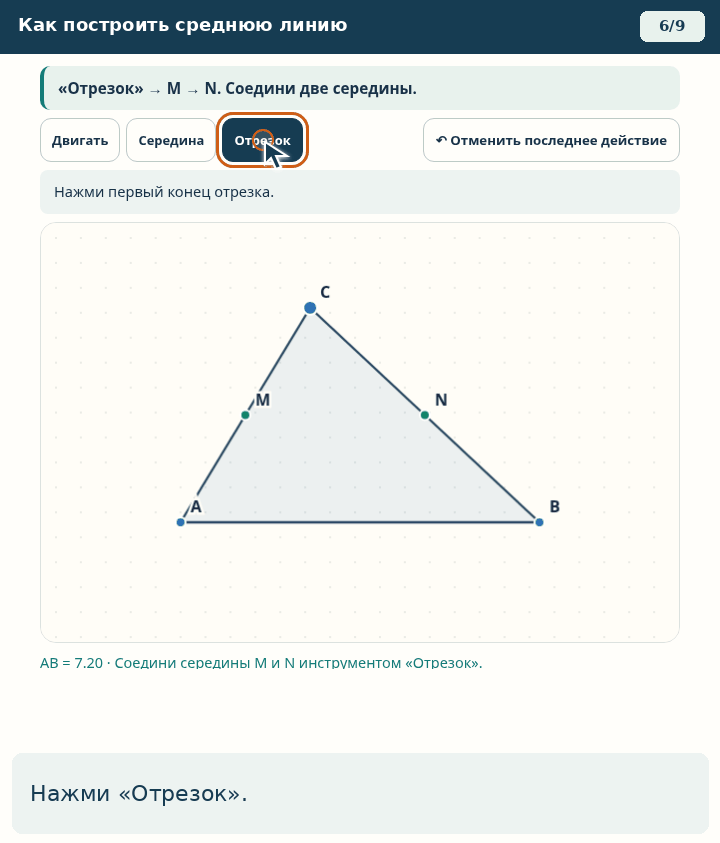 Как построить среднюю линию
6/9
«Отрезок» → M → N. Соедини две середины.
Двигать
Середина
Отрезок
↶ Отменить последнее действие
Нажми первый конец отрезка.
C
M
N
A
B
AB = 7.20 · Соедини середины M и N инструментом «Отрезок».
Нажми «Отрезок».